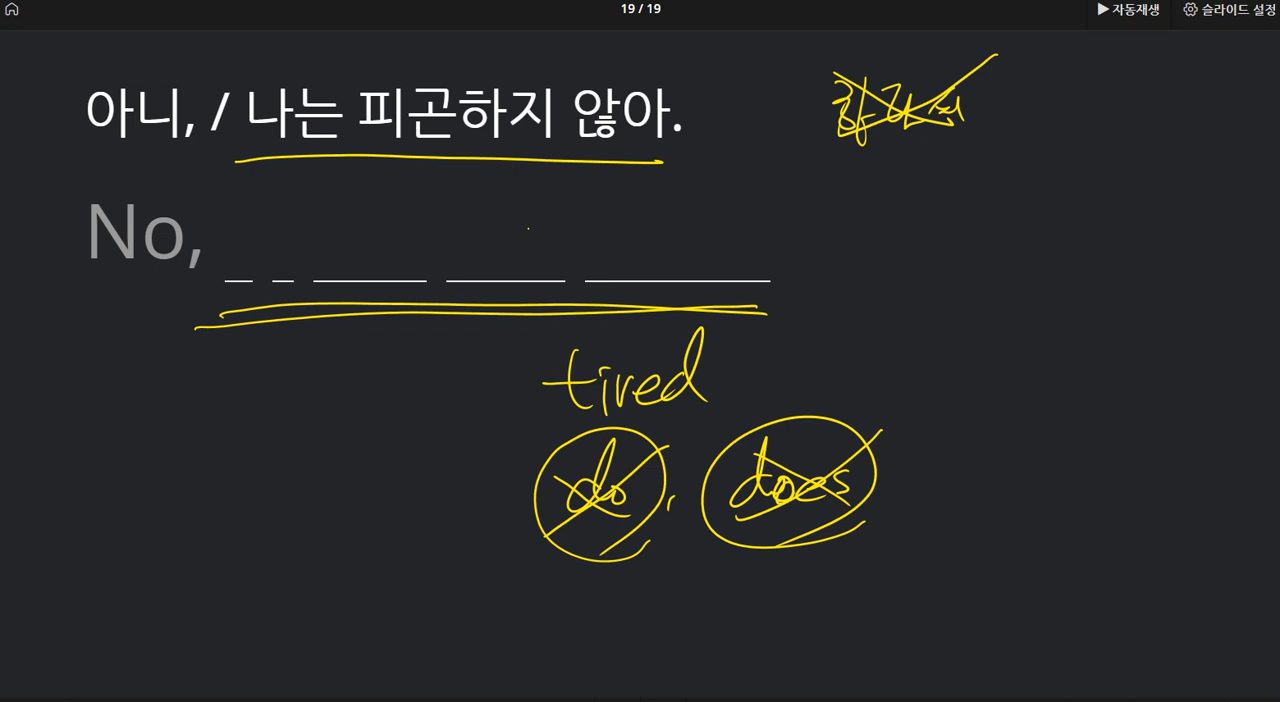 19 / 19
자동재생
슬라이드 설정
아니, / 나는 피곤하지 않아.
No,
tired
do, does